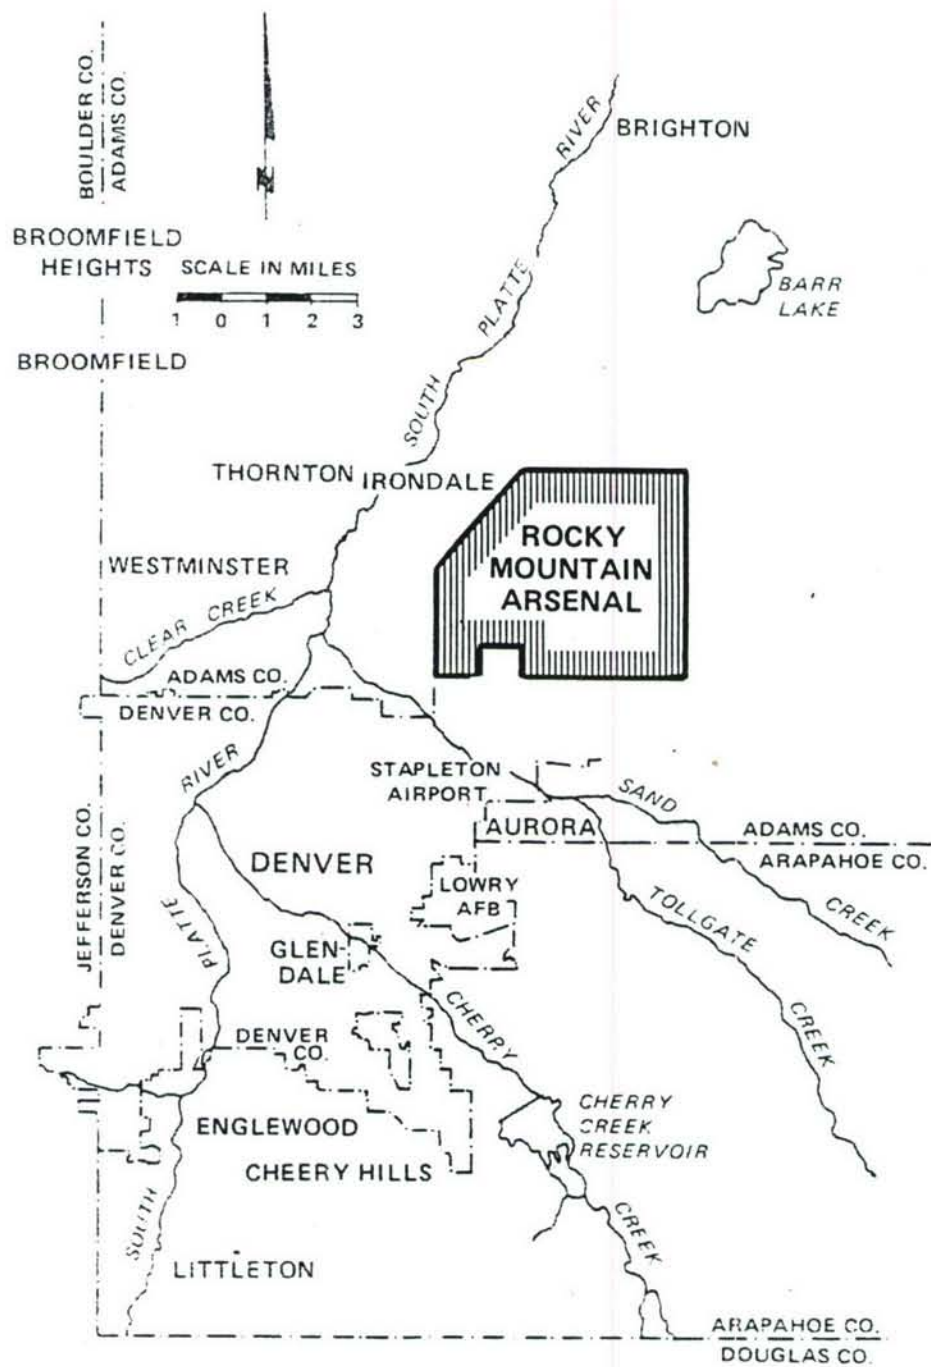 BOULDER CO.
ADAMS CO.
RIVER
BRIGHTON
BROOMFIELD
HEIGHTS
SCALE IN MILES
1 0 1 2 3
BARR
LAKE
PLATTE
BROOMFIELD
SOUTH
THORNTON
IRONDALE
ROCKY
MOUNTAIN
ARSENAL
WESTMINSTER
CLEAR CREEK
ADAMS CO.
DENVER CO.
RIVER
STAPLETON
AIRPORT
SAND
AURORA
ADAMS CO.
ARAPAHOE CO.
JEFFERSON CO.
DENVER CO.
DENVER
LOWRY
AFB
PLATTE
TOLLGATE
CREEK
GLEN-
DALE
CHERRY
CREEK
DENVER
CO.
ENGLEWOOD
CHERRY
CREEK
RESERVOIR
CHEERY HILLS
SOUTH
CREEK
LITTLETON
ARAPAHOE CO.
DOUGLAS CO.